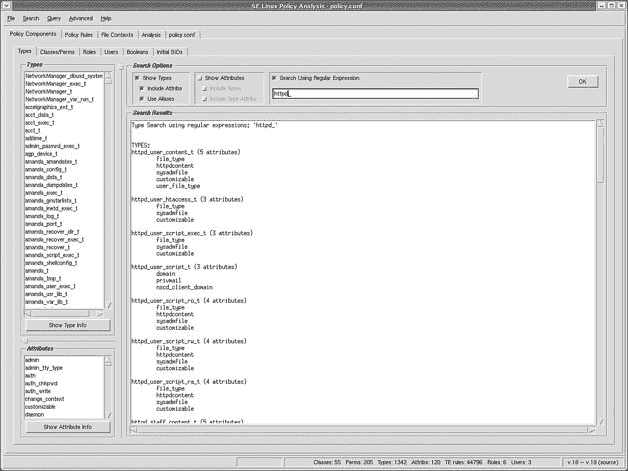 SE Linux Policy Analysis - policy.conf
File Search Query Advanced Help
Policy Components Policy Rules File Contexts Analysis policy.conf
Types Classes/Perms Roles Users Booleans Initial SIDs
Types
NetworkManager_dbusd_system
NetworkManager_exec_t
NetworkManager_t
NetworkManager_var_run_t
accelgraphics_ext_t
acct_data_t
acct_exec_t
acct_t
adjtime_t
admin_passwd_exec_t
agp_device_t
amanda_amandates_t
amanda_config_t
amanda_data_t
amanda_dumpdates_t
amanda_exec_t
amanda_gnutarlists_t
amanda_inetd_exec_t
amanda_log_t
amanda_port_t
amanda_recover_dir_t
amanda_recover_exec_t
amanda_recover_t
amanda_script_exec_t
amanda_shellconfig_t
amanda_t
amanda_tmp_t
amanda_user_exec_t
amanda_usr_lib_t
amanda_var_lib_t
Show Type Info
Attributes
admin
admin_tty_type
auth
auth_chkpwd
auth_write
change_context
customizable
daemon
Show Attribute Info
Search Options
Show Types
Include Attribs
Use Aliases
Show Attributes
Include Types
Include Type Attribs
Search Using Regular Expression
httpd_
OK
Search Results
Type Search using regular expressions: 'httpd_'
TYPES:
httpd_user_content_t (5 attributes)
file_type
httpdcontent
sysadmfile
customizable
user_file_type
httpd_user_htaccess_t (3 attributes)
file_type
sysadmfile
customizable
httpd_user_script_exec_t (3 attributes)
file_type
sysadmfile
customizable
httpd_user_script_t (3 attributes)
domain
privmail
nscd_client_domain
httpd_user_script_ro_t (4 attributes)
file_type
httpdcontent
sysadmfile
customizable
httpd_user_script_rw_t (4 attributes)
file_type
httpdcontent
sysadmfile
customizable
httpd_user_script_ra_t (4 attributes)
file_type
httpdcontent
sysadmfile
customizable
httpd_staff_content_t (5 attributes)
Classes: 55 Perms: 205 Types: 1342 Attribs: 120 TE rules: 44796 Roles: 6 Users: 3
v.18 -- v.19 (source)